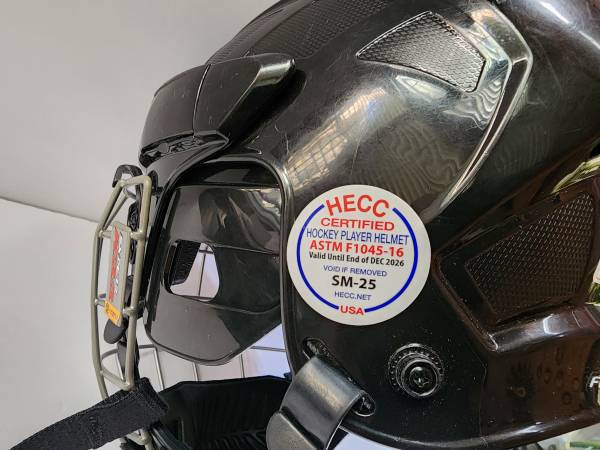 HECC
CERTIFIED
HOCKEY PLAYER HELMET
ASTM F1045-16
Valid Until End of DEC 2026
VOID IF REMOVED
SM-25
HECC.NET
USA